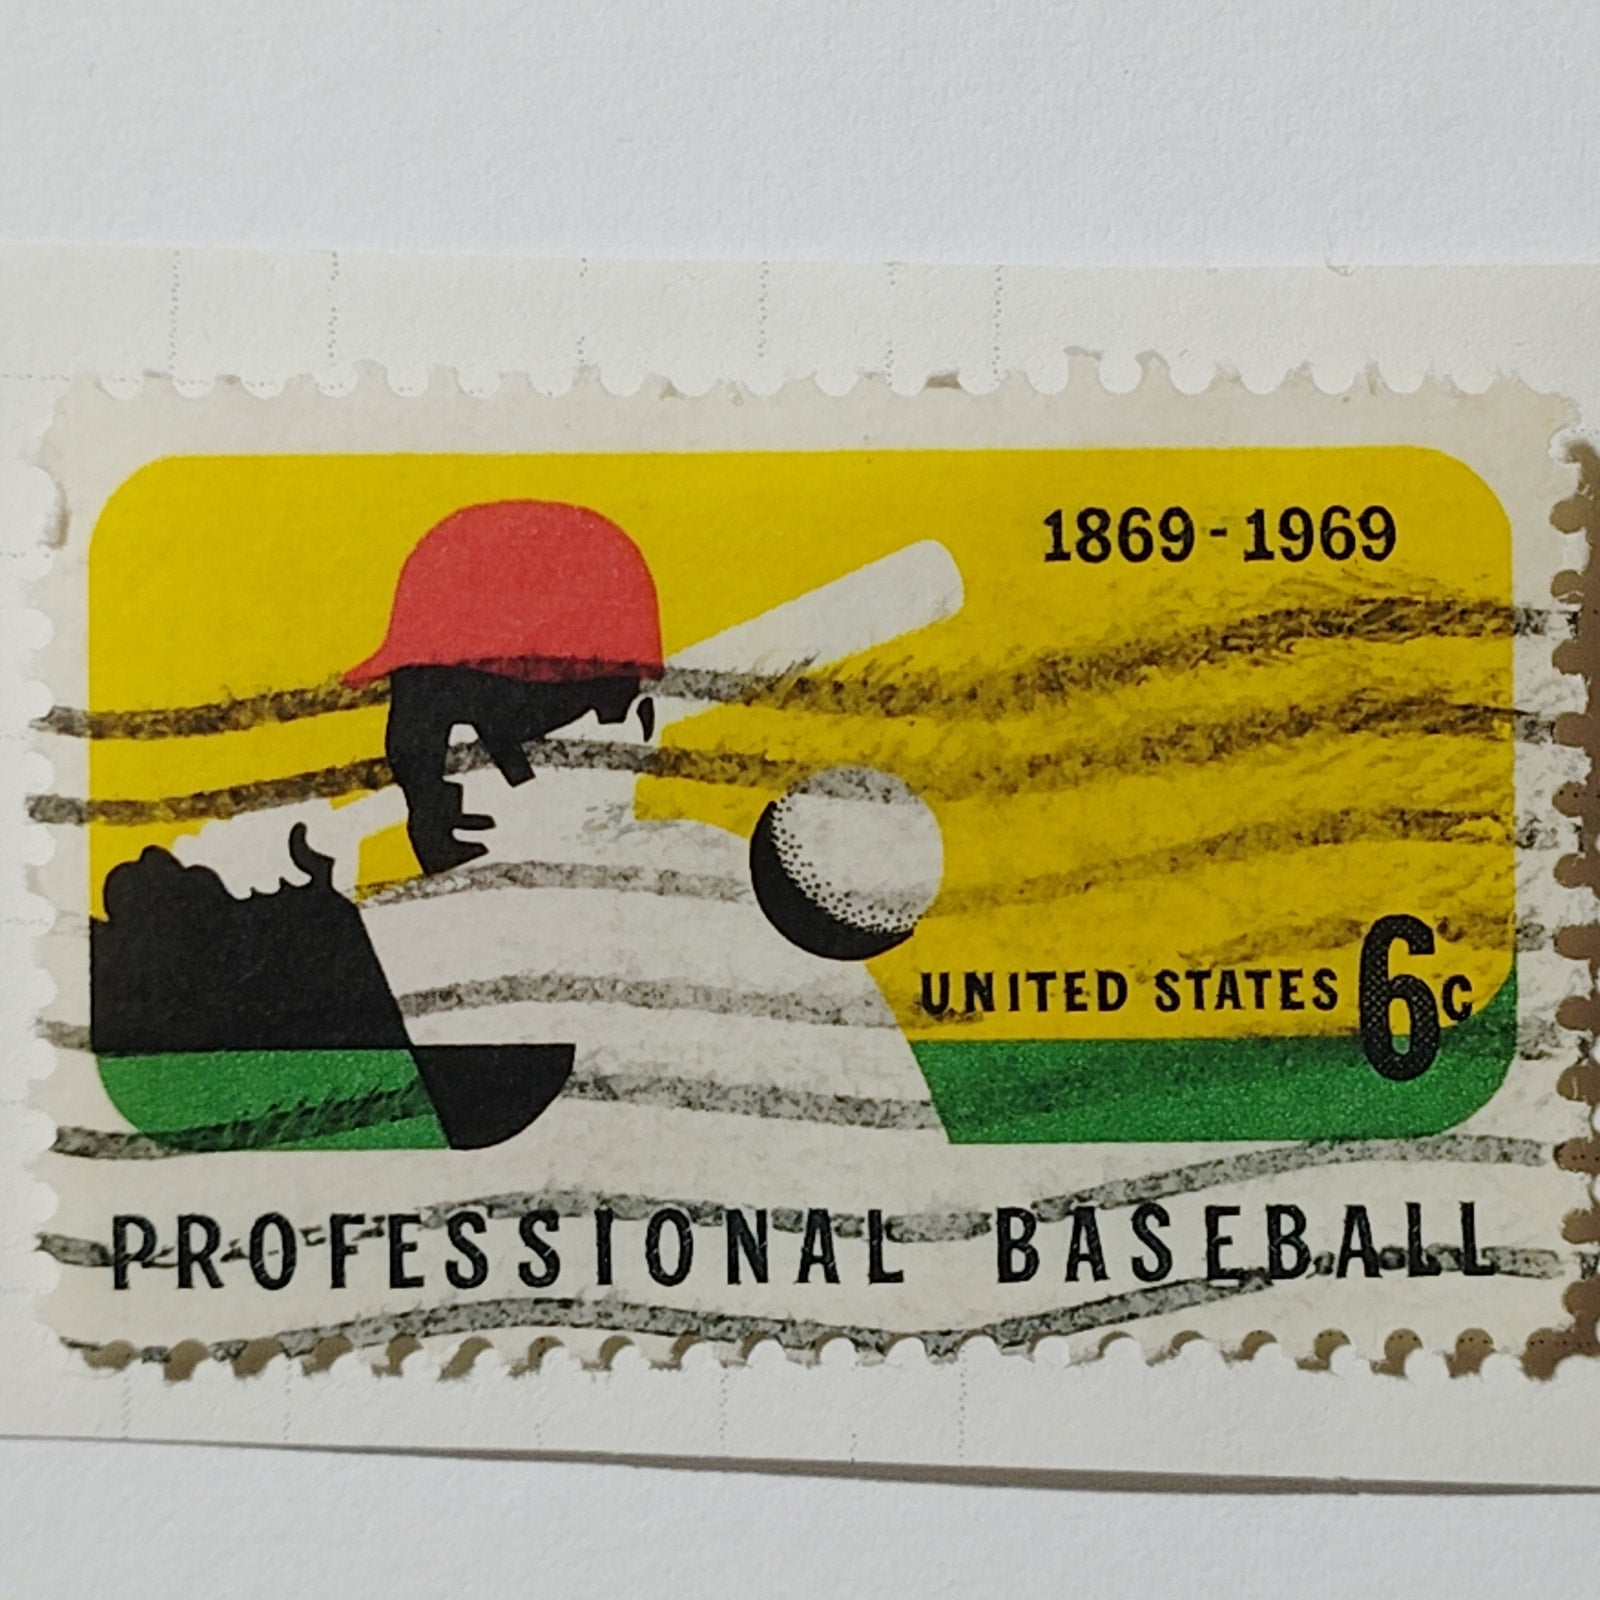 1869-1969
UNITED STATES 6c
PROFESSIONAL BASEBALL